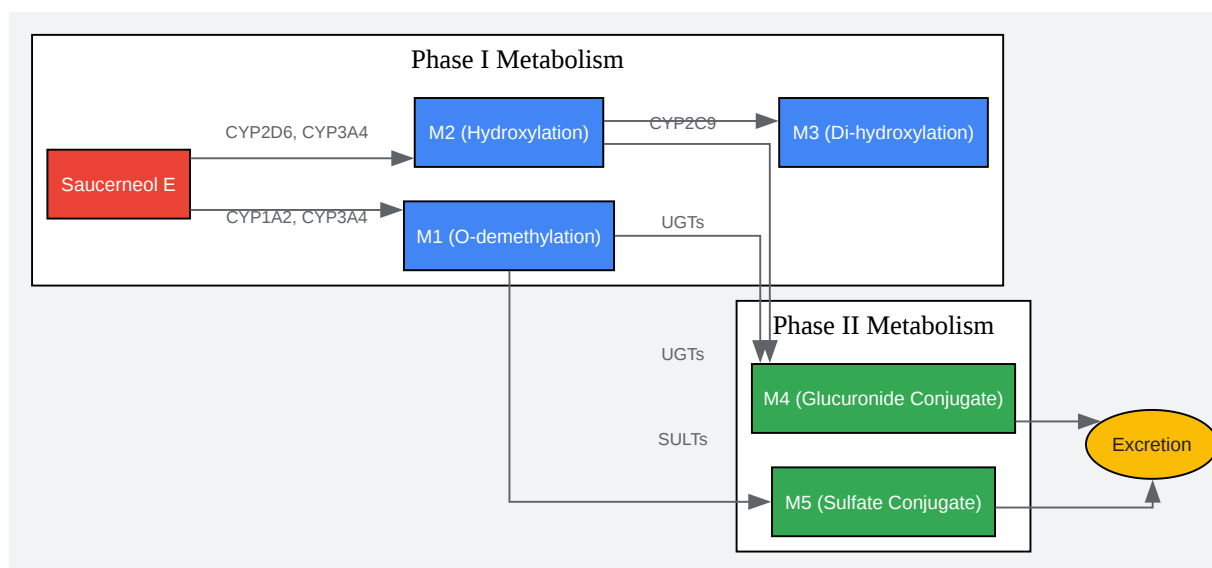 Phase I Metabolism
CYP2D6, CYP3A4
M2 (Hydroxylation)
CYP2C9
M3 (Di-hydroxylation)
Saucerneol E
CYP1A2, CYP3A4
M1 (O-demethylation)
UGTs
Phase II Metabolism
UGTs
M4 (Glucuronide Conjugate)
SULTs
Excretion
M5 (Sulfate Conjugate)